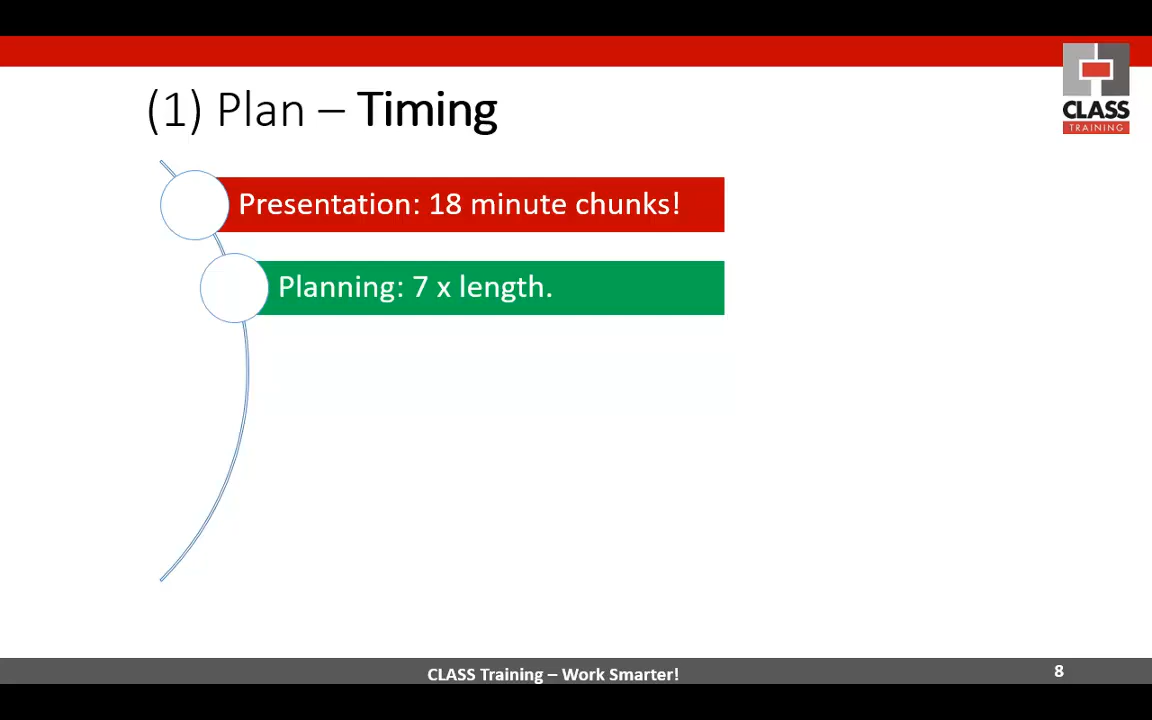 (1) Plan – Timing
CLASS
TRAINING
Presentation: 18 minute chunks!
Planning: 7 x length.
CLASS Training – Work Smarter!
8